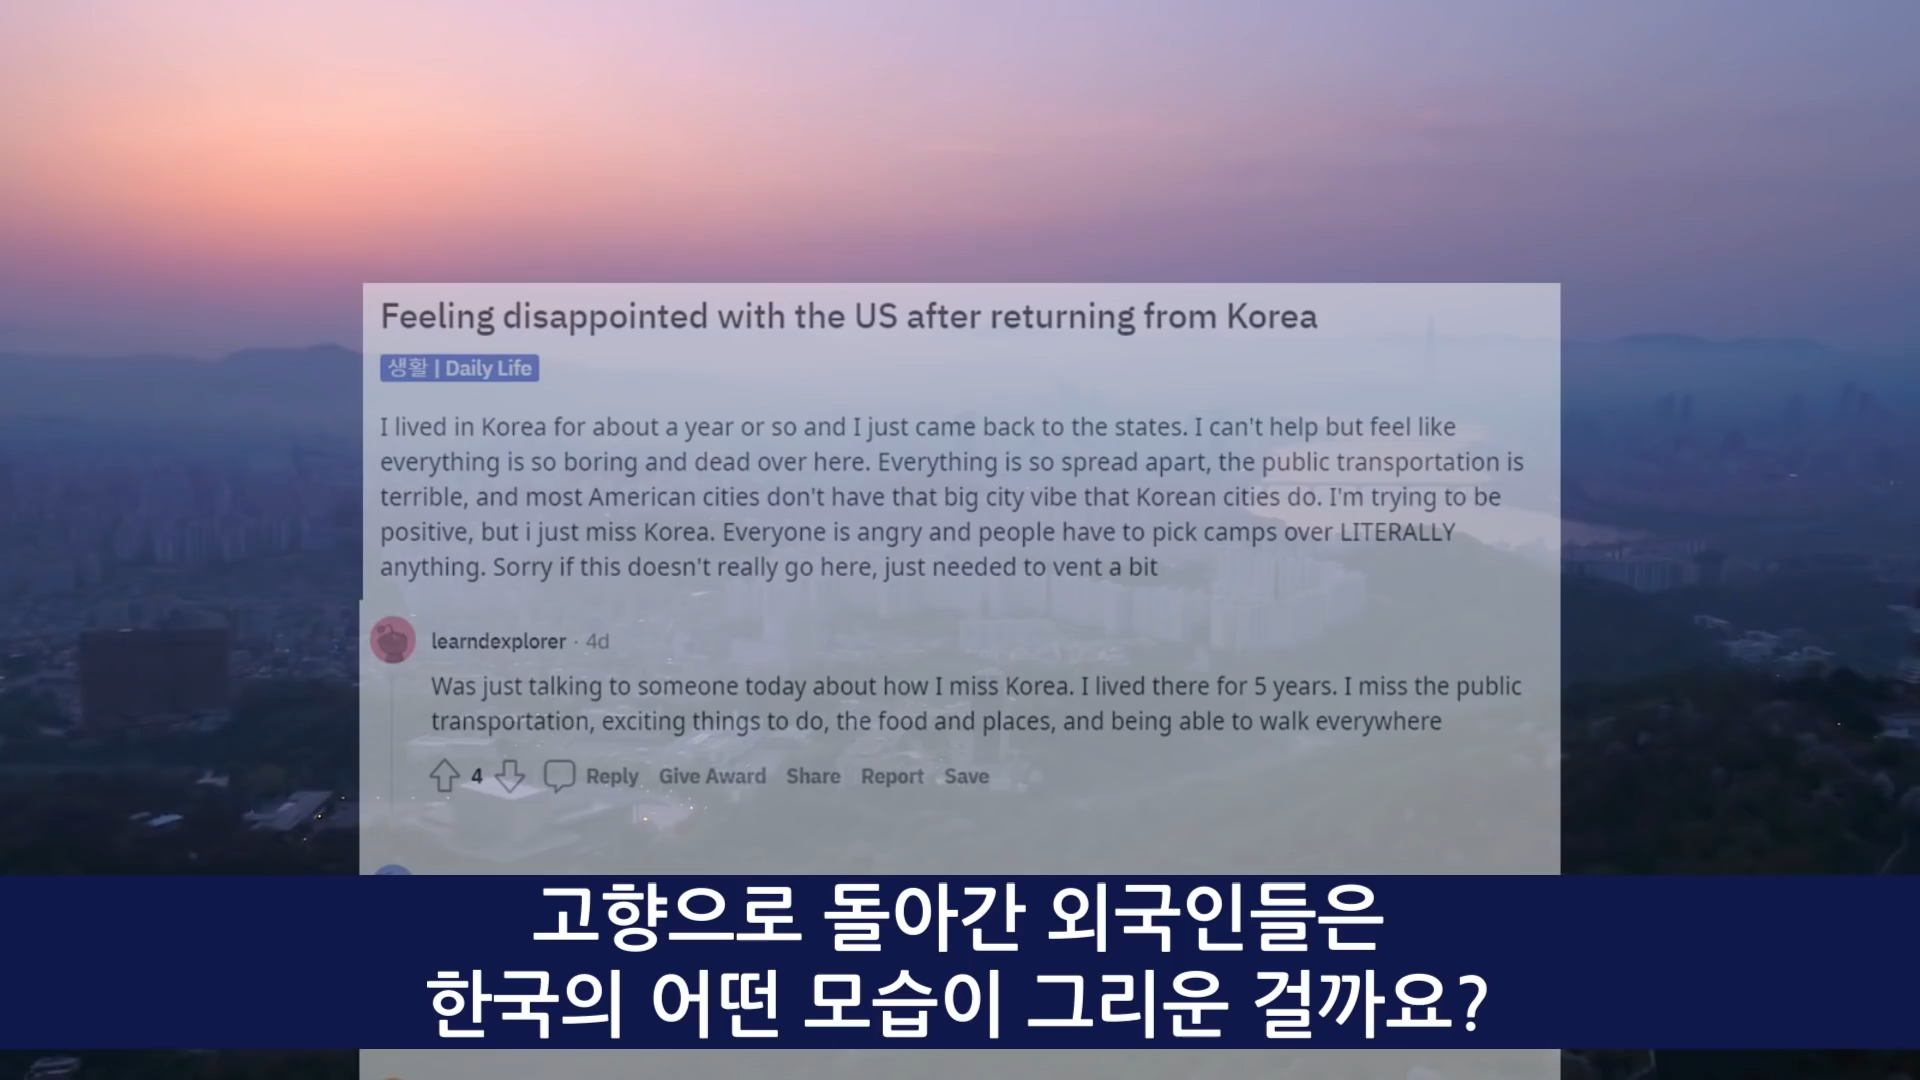 Feeling disappointed with the US after returning from Korea
생활 | Daily Life
I lived in Korea for about a year or so and I just came back to the states. I can't help but feel like
everything is so boring and dead over here. Everything is so spread apart, the public transportation is
terrible, and most American cities don't have that big city vibe that Korean cities do. I'm trying to be
positive, but i just miss Korea. Everyone is angry and people have to pick camps over LITERALLY
anything. Sorry if this doesn't really go here, just needed to vent a bit
learndexplorer · 4d
Was just talking to someone today about how I miss Korea. I lived there for 5 years. I miss the public
transportation, exciting things to do, the food and places, and being able to walk everywhere
4 Reply Give Award Share Report Save
고향으로 돌아간 외국인들은
한국의 어떤 모습이 그리운 걸까요?